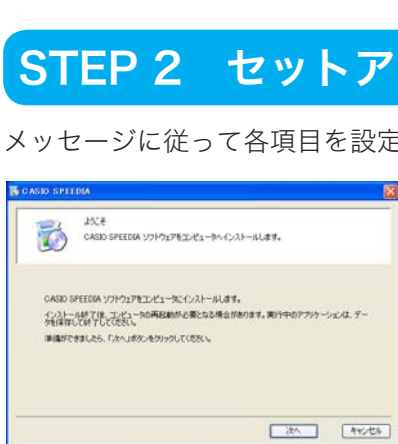 STEP 2　セットア
メッセージに従って各項目を設定
CASIO SPEEDIA
ようこそ
CASIO SPEEDIA ソフトウェアをコンピュータへインストールします。
CASIO SPEEDIA ソフトウェアをコンピュータにインストールします。
インストール終了後、コンピュータの再起動が必要となる場合があります。実行中のアプリケーションは、デー
タを保存して終了してください。
準備ができましたら、「次へ」ボタンをクリックしてください。
次へ
キャンセル